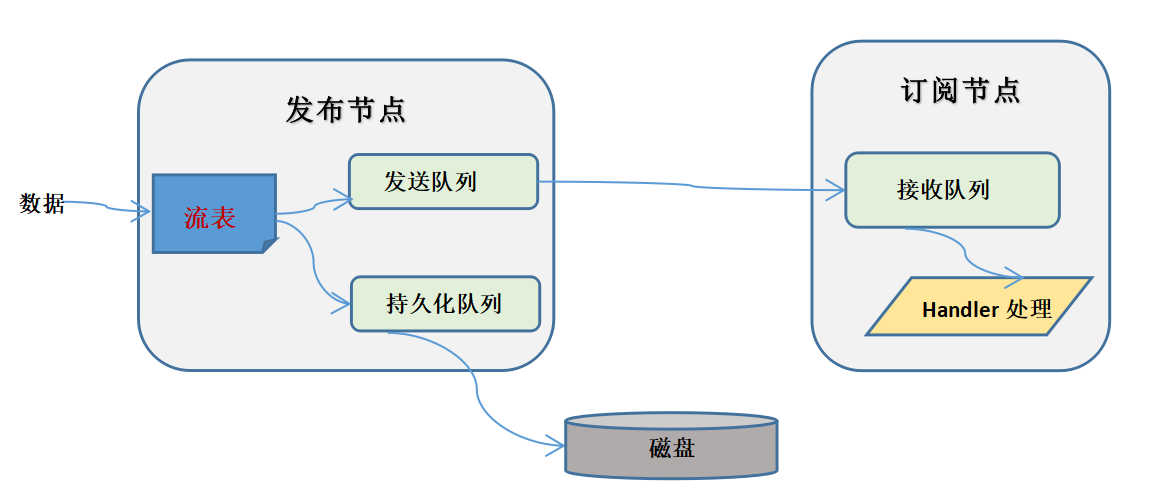 发布节点
订阅节点
数据
流表
发送队列
接收队列
持久化队列
Handler 处理
磁盘